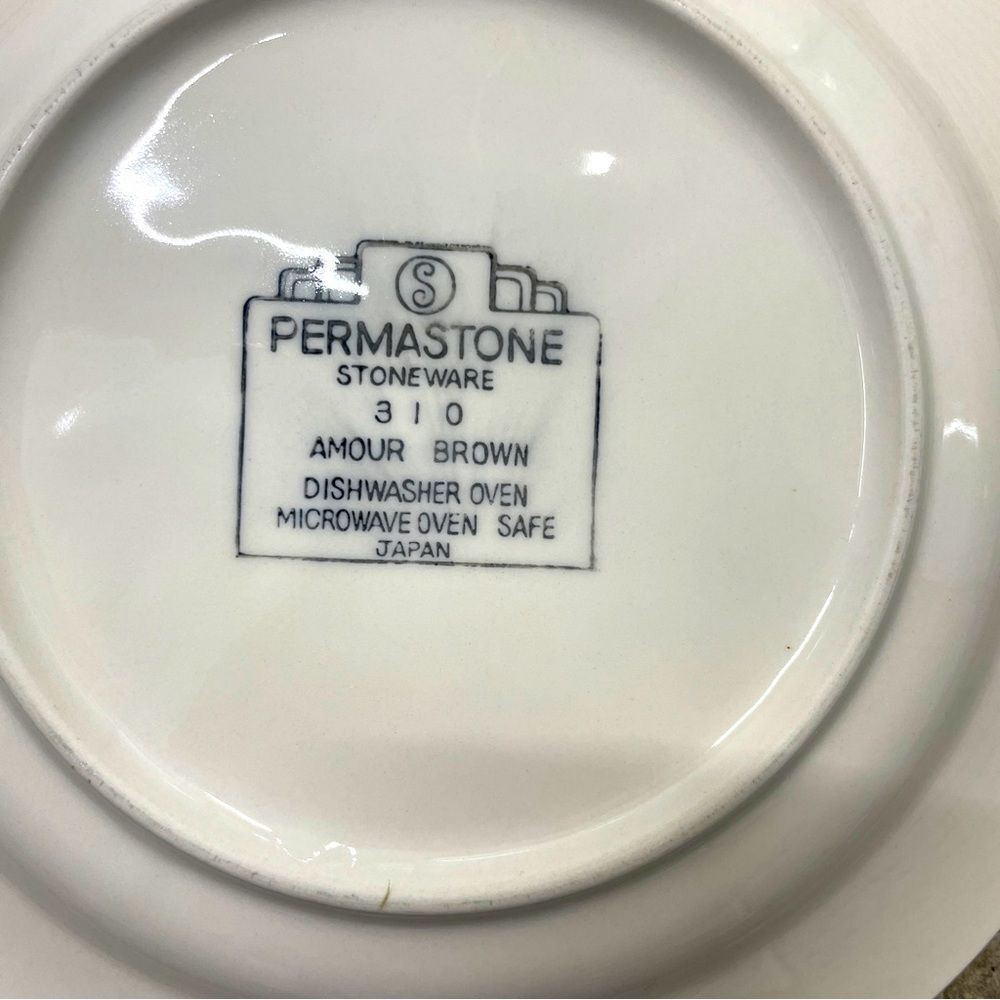 S
PERMASTONE
STONEWARE
310
AMOUR BROWN
DISHWASHER OVEN
MICROWAVE OVEN SAFE
JAPAN